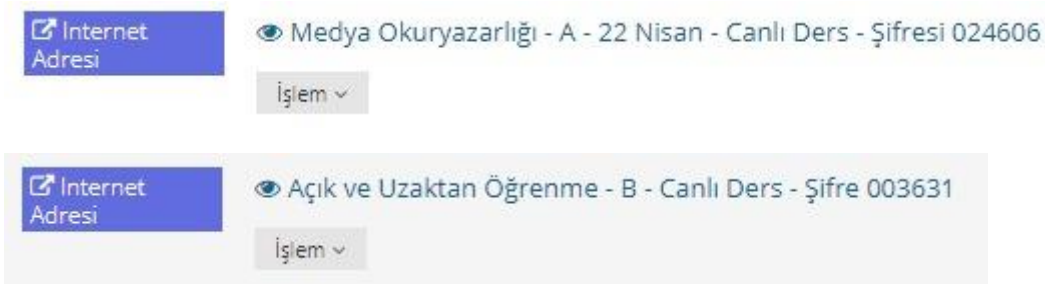 Internet
Adresi
Medya Okuryazarlığı - A - 22 Nisan - Canlı Ders - Şifresi 024606
İşlem
Internet
Adresi
Açık ve Uzaktan Öğrenme - B - Canlı Ders - Şifre 003631
İşlem